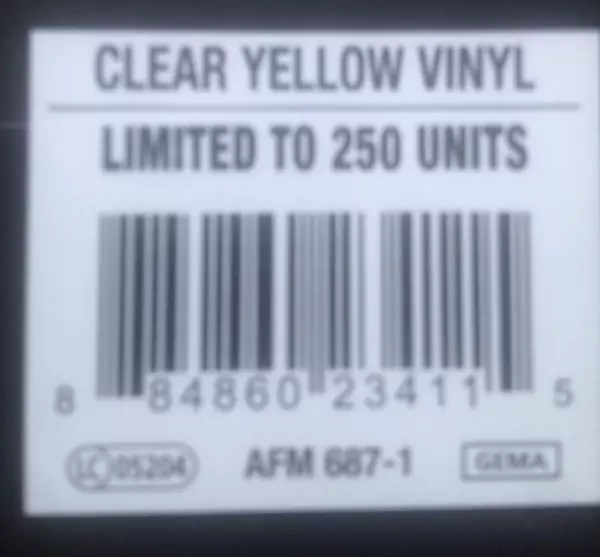 CLEAR YELLOW VINYL
LIMITED TO 250 UNITS
8 84860 23411 5
LC 05204 AFM 687-1 GEMA